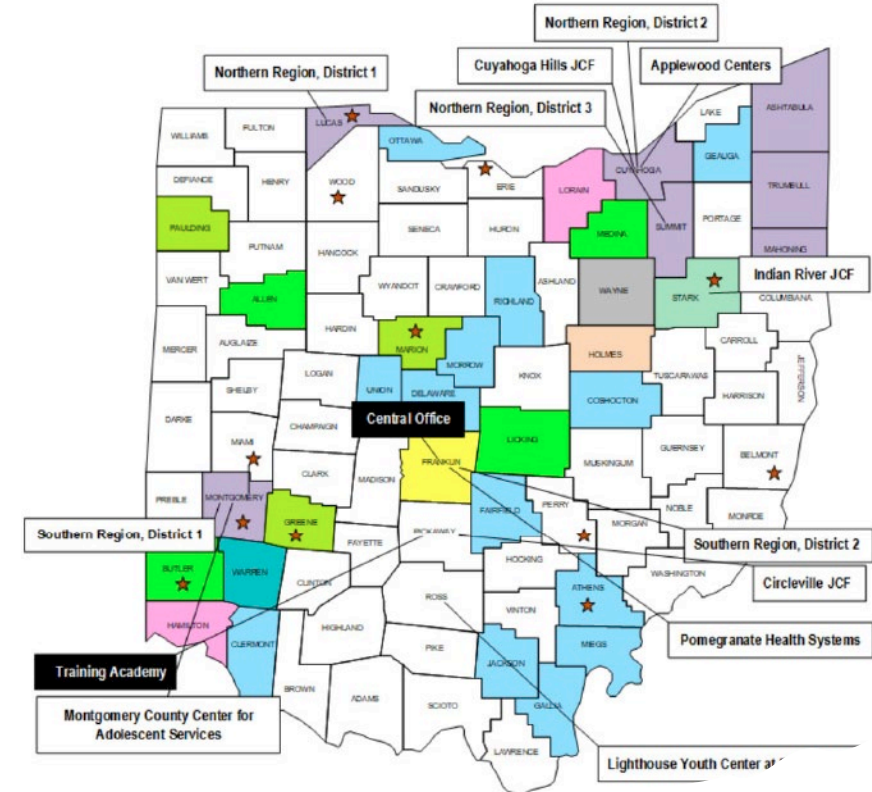 Northern Region, District 2
Cuyahoga Hills JCF
Applewood Centers
Northern Region, District 1
Northern Region, District 3
WILLIAMS
FULTON
LUCAS
OTTAWA
LAKE
ASHTABULA
GEAUGA
CUYAHOGA
DEFIANCE
HENRY
WOOD
SANDUSKY
ERIE
LORAIN
TRUMBULL
PAULDING
PUTNAM
HANCOCK
SENECA
HURON
MEDINA
SUMMIT
PORTAGE
MAHONING
Indian River JCF
VAN WERT
ALLEN
WYANDOT
CRAWFORD
RICHLAND
ASHLAND
WAYNE
STARK
COLUMBIANA
MERCER
AUGLAIZE
HARDIN
MARION
MORROW
HOLMES
CARROLL
JEFFERSON
SHELBY
LOGAN
UNION
DELAWARE
KNOX
COSHOCTON
TUSCARAWAS
HARRISON
DARKE
MIAMI
CHAMPAIGN
Central Office
LICKING
MUSKINGUM
GUERNSEY
BELMONT
CLARK
MADISON
FRANKLIN
PREBLE
MONTGOMERY
GREENE
FAIRFIELD
PERRY
MORGAN
NOBLE
MONROE
Southern Region, District 1
FAYETTE
PICKAWAY
Southern Region, District 2
BUTLER
WARREN
CLINTON
HOCKING
WASHINGTON
Circleville JCF
ROSS
ATHENS
VINTON
HAMILTON
CLERMONT
HIGHLAND
MIEGS
Pomegranate Health Systems
Training Academy
PIKE
JACKSON
GALLIA
BROWN
ADAMS
SCIOTO
Montgomery County Center for
Adolescent Services
LAWRENCE
Lighthouse Youth Center at